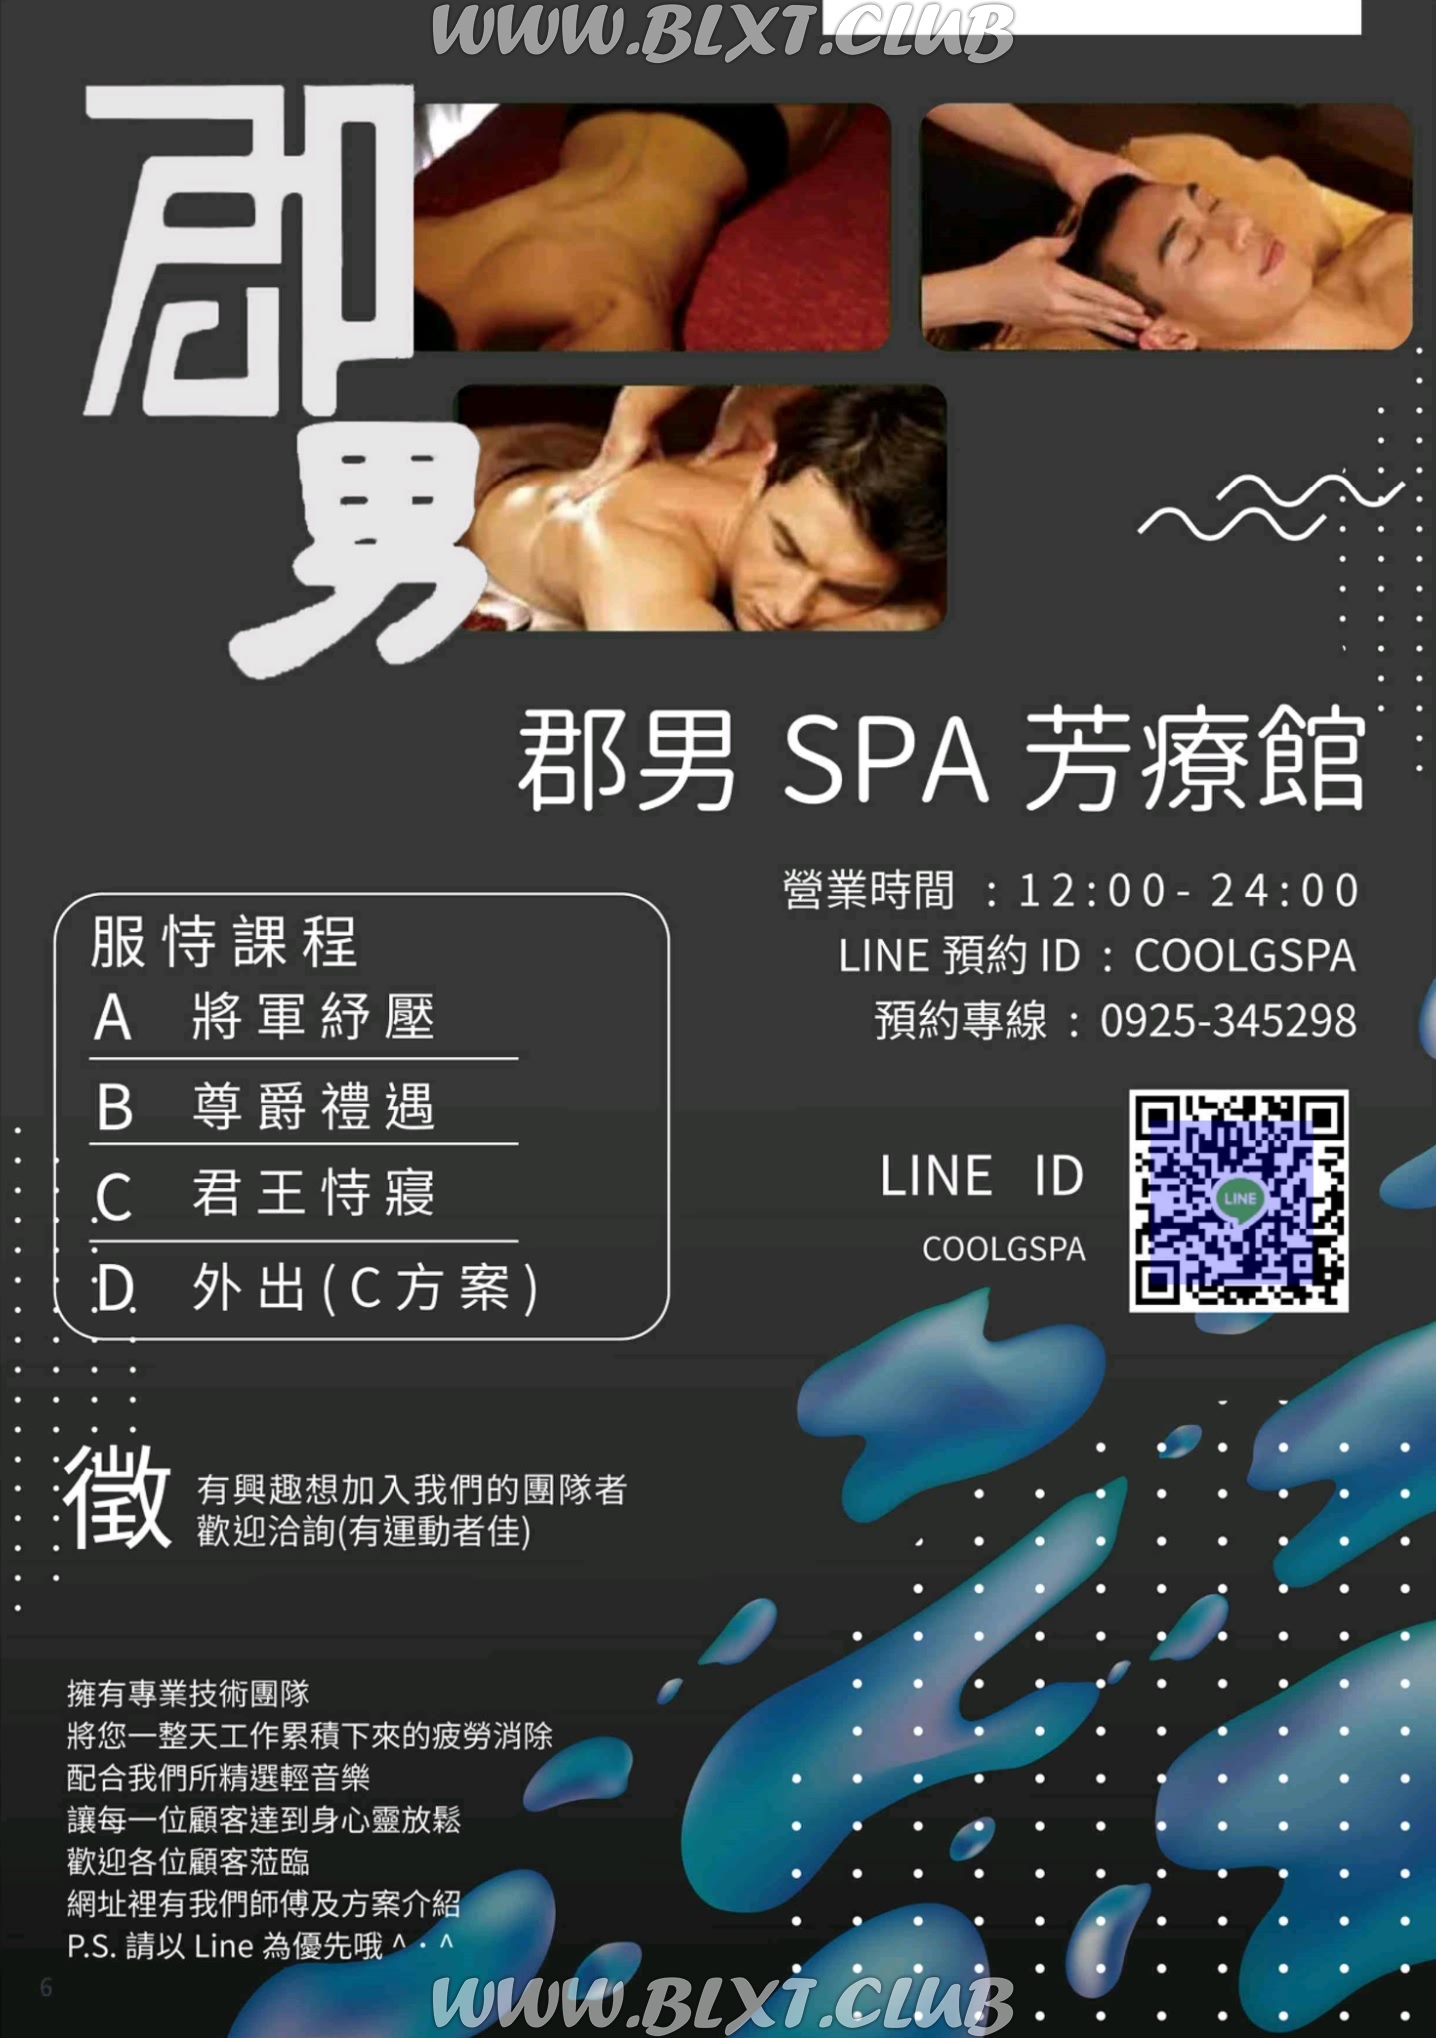 WWW.BLXT.CLUB
郡男
郡男 SPA 芳療館
營業時間 : 12:00- 24:00
LINE 預約 ID : COOLGSPA
預約專線 : 0925-345298
服恃課程
A 將軍紓壓
B 尊爵禮遇
C 君王恃寢
D 外出(C方案)
LINE ID
COOLGSPA
LINE
徵
有興趣想加入我們的團隊者
歡迎洽詢(有運動者佳)
擁有專業技術團隊
將您一整天工作累積下來的疲勞消除
配合我們所精選輕音樂
讓每一位顧客達到身心靈放鬆
歡迎各位顧客蒞臨
網址裡有我們師傅及方案介紹
P.S. 請以 Line 為優先哦 ^・^
6
WWW.BLXT.CLUB